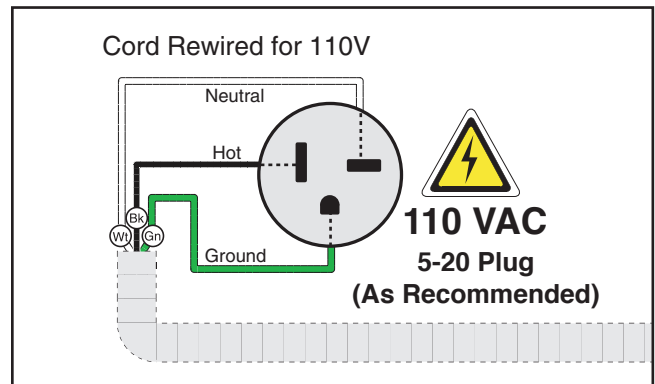 Cord Rewired for 110V
Neutral
Hot
Bk
Wt
Gn
Ground
110 VAC
5-20 Plug
(As Recommended)